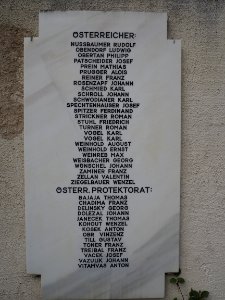 ÖSTERREICHER:
NUSSBAUMER RUDOLF
OBENDORF LUDWIG
OBERTAN PHILIPP
PATSCHEIDER JOSEF
PREIN MATHIAS
PRUGGER ALOIS
REINER FRANZ
ROSENZAPF JOHANN
SCHMIED KARL
SCHROLL JOHANN
SCHWODIANER KARL
SPECHTENHAUSER JOSEF
SPITZER FERDINAND
STRICKNER ROMAN
STUHL FRIEDRICH
TURNER ROMAN
VOGEL KARL
VOGEL KARL
WEINHOLD AUGUST
WEINHOLD ERNST
WEINREB MAX
WEISBACHER GEORG
WÜNSCHEL JOHANN
ZAMINER FRANZ
ZELLAN VALENTIN
ZIEGELBAUER WENZEL
ÖSTERR. PROTEKTORAT:
BAJAJA THOMAS
CHADIMA FRANZ
DELINSKY GEORG
DOLEZAL JOHANN
JANECEK THOMAS
KOHOUT WENZEL
KOSEK ANTON
OBR VINZENZ
TILL GUSTAV
TONER FRANZ
TREIBAL FRANZ
VACEK JOSEF
VAZULIK JOHANN
VITAMVAS ANTON